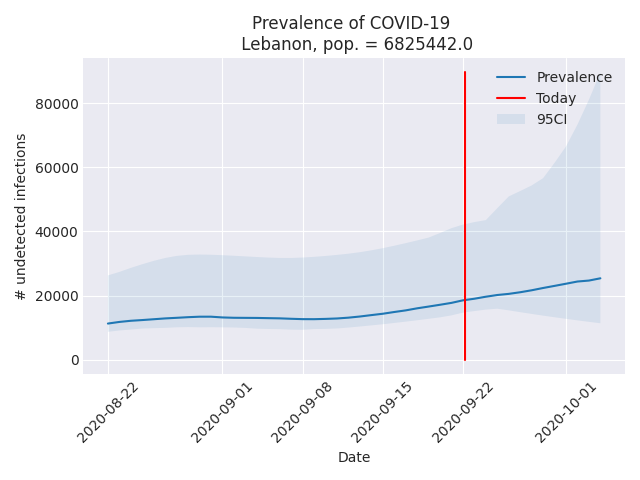 Prevalence of COVID-19
Lebanon, pop. = 6825442.0
Prevalence
Today
95CI
80000
60000
40000
20000
0
# undetected infections
2020-08-22
2020-09-01
2020-09-08
2020-09-15
2020-09-22
2020-10-01
Date